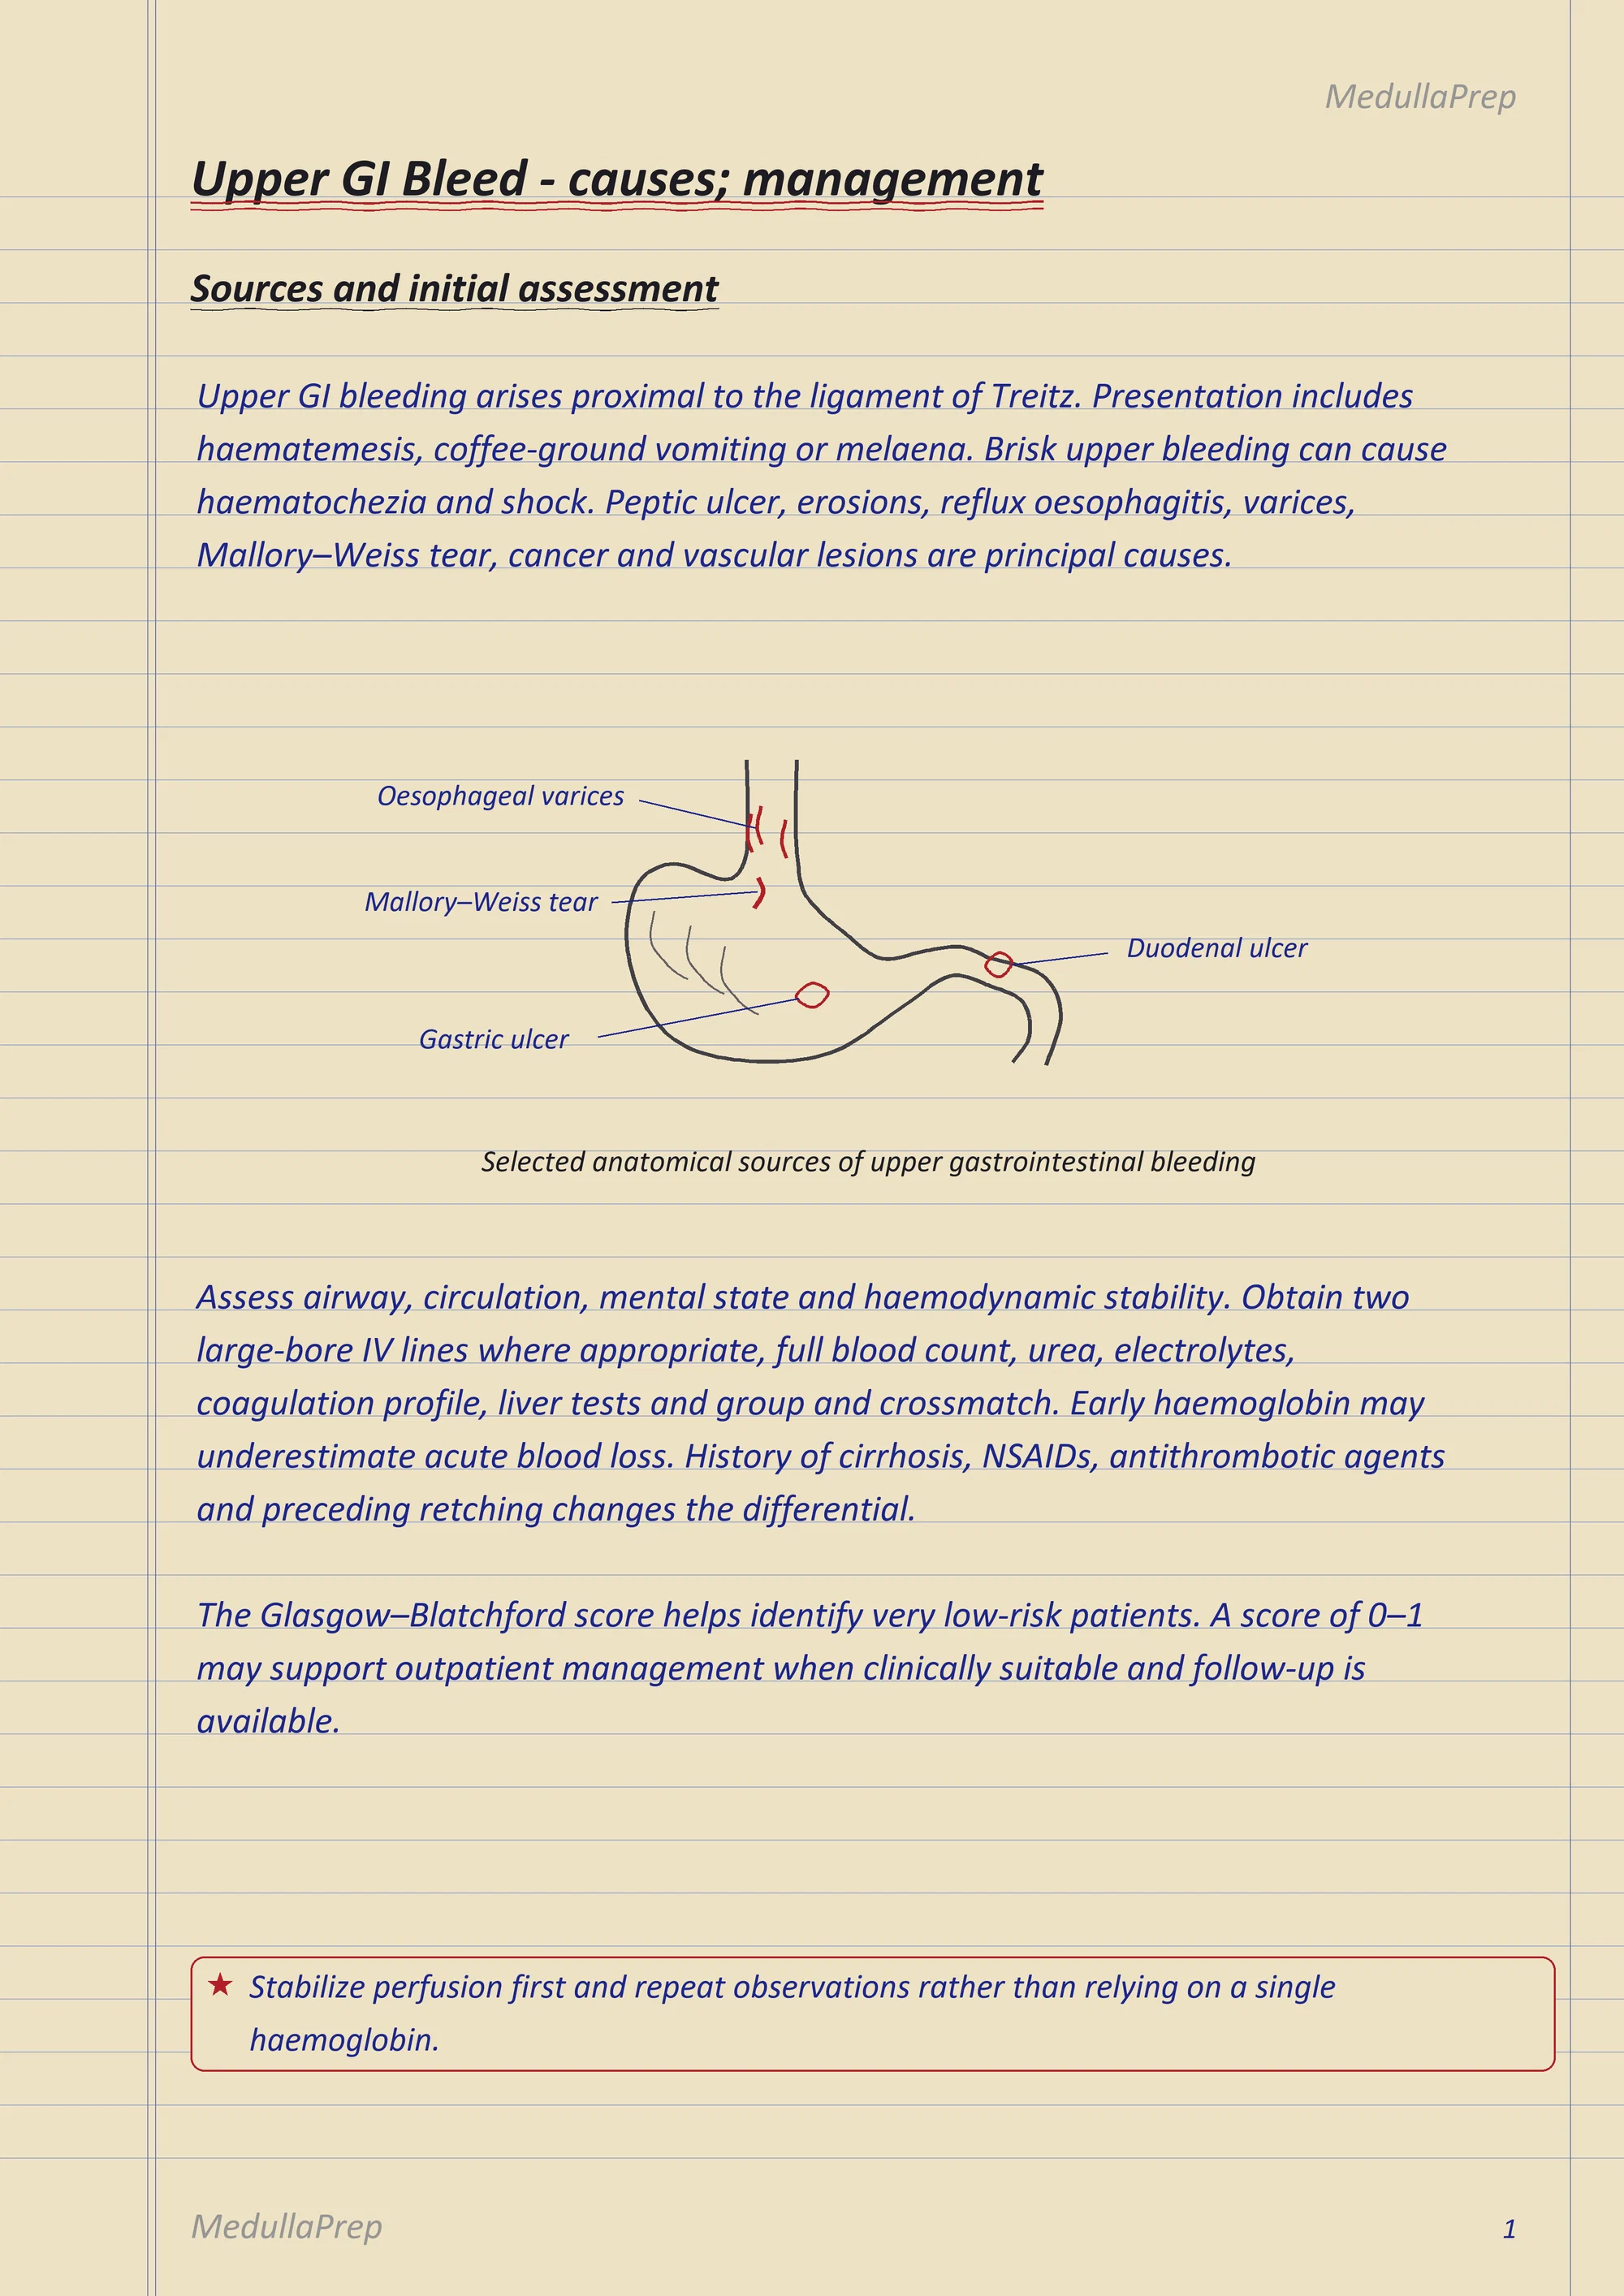 MedullaPrep
Upper GI Bleed - causes; management
Sources and initial assessment
Upper GI bleeding arises proximal to the ligament of Treitz. Presentation includes
haematemesis, coffee-ground vomiting or melaena. Brisk upper bleeding can cause
haematochezia and shock. Peptic ulcer, erosions, reflux oesophagitis, varices,
Mallory–Weiss tear, cancer and vascular lesions are principal causes.
Oesophageal varices
Mallory–Weiss tear
Duodenal ulcer
Gastric ulcer
Selected anatomical sources of upper gastrointestinal bleeding
Assess airway, circulation, mental state and haemodynamic stability. Obtain two
large-bore IV lines where appropriate, full blood count, urea, electrolytes,
coagulation profile, liver tests and group and crossmatch. Early haemoglobin may
underestimate acute blood loss. History of cirrhosis, NSAIDs, antithrombotic agents
and preceding retching changes the differential.
The Glasgow–Blatchford score helps identify very low-risk patients. A score of 0–1
may support outpatient management when clinically suitable and follow-up is
available.
★ Stabilize perfusion first and repeat observations rather than relying on a single
haemoglobin.
MedullaPrep
1